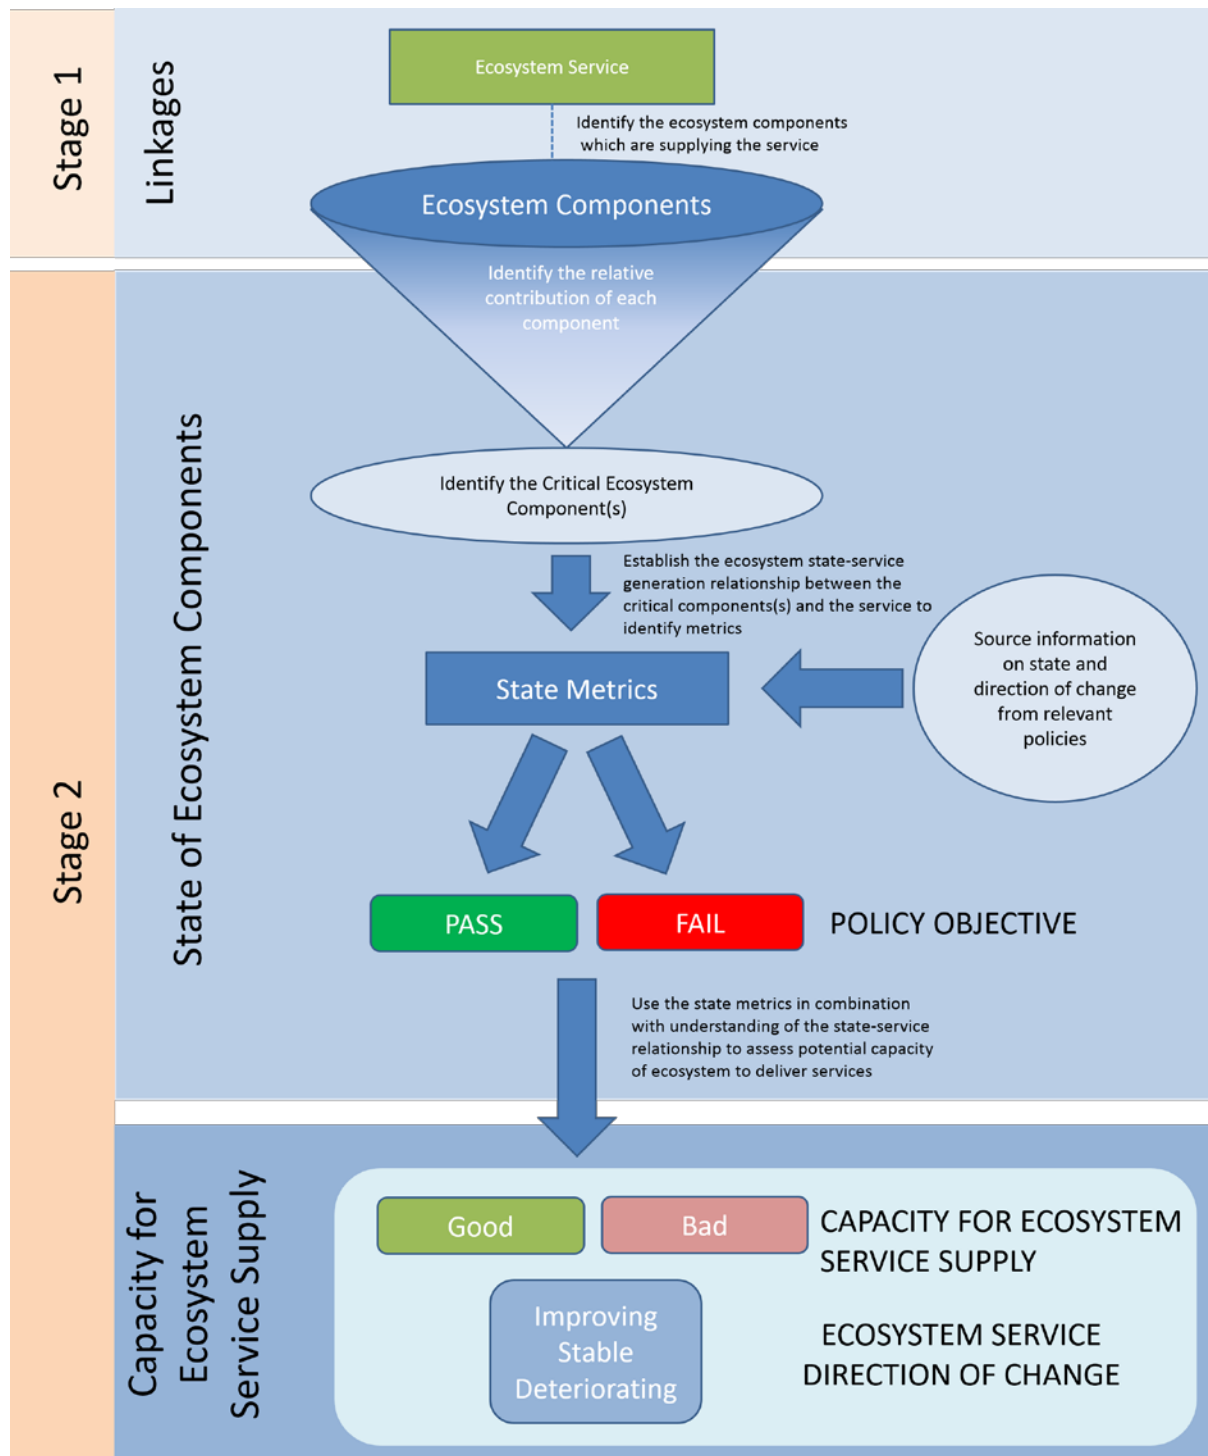 Stage 1
Linkages
Ecosystem Service
Identify the ecosystem components
which are supplying the service
Ecosystem Components
Identify the relative
contribution of each
component
Stage 2
State of Ecosystem Components
Identify the Critical Ecosystem
Component(s)
Establish the ecosystem state-service
generation relationship between the
critical components(s) and the service to
identify metrics
Source information
on state and
direction of change
from relevant
policies
State Metrics
PASS
FAIL
POLICY OBJECTIVE
Use the state metrics in combination
with understanding of the state-service
relationship to assess potential capacity
of ecosystem to deliver services
Capacity for
Ecosystem
Service Supply
Good
Bad
CAPACITY FOR ECOSYSTEM
SERVICE SUPPLY
Improving
Stable
Deteriorating
ECOSYSTEM SERVICE
DIRECTION OF CHANGE